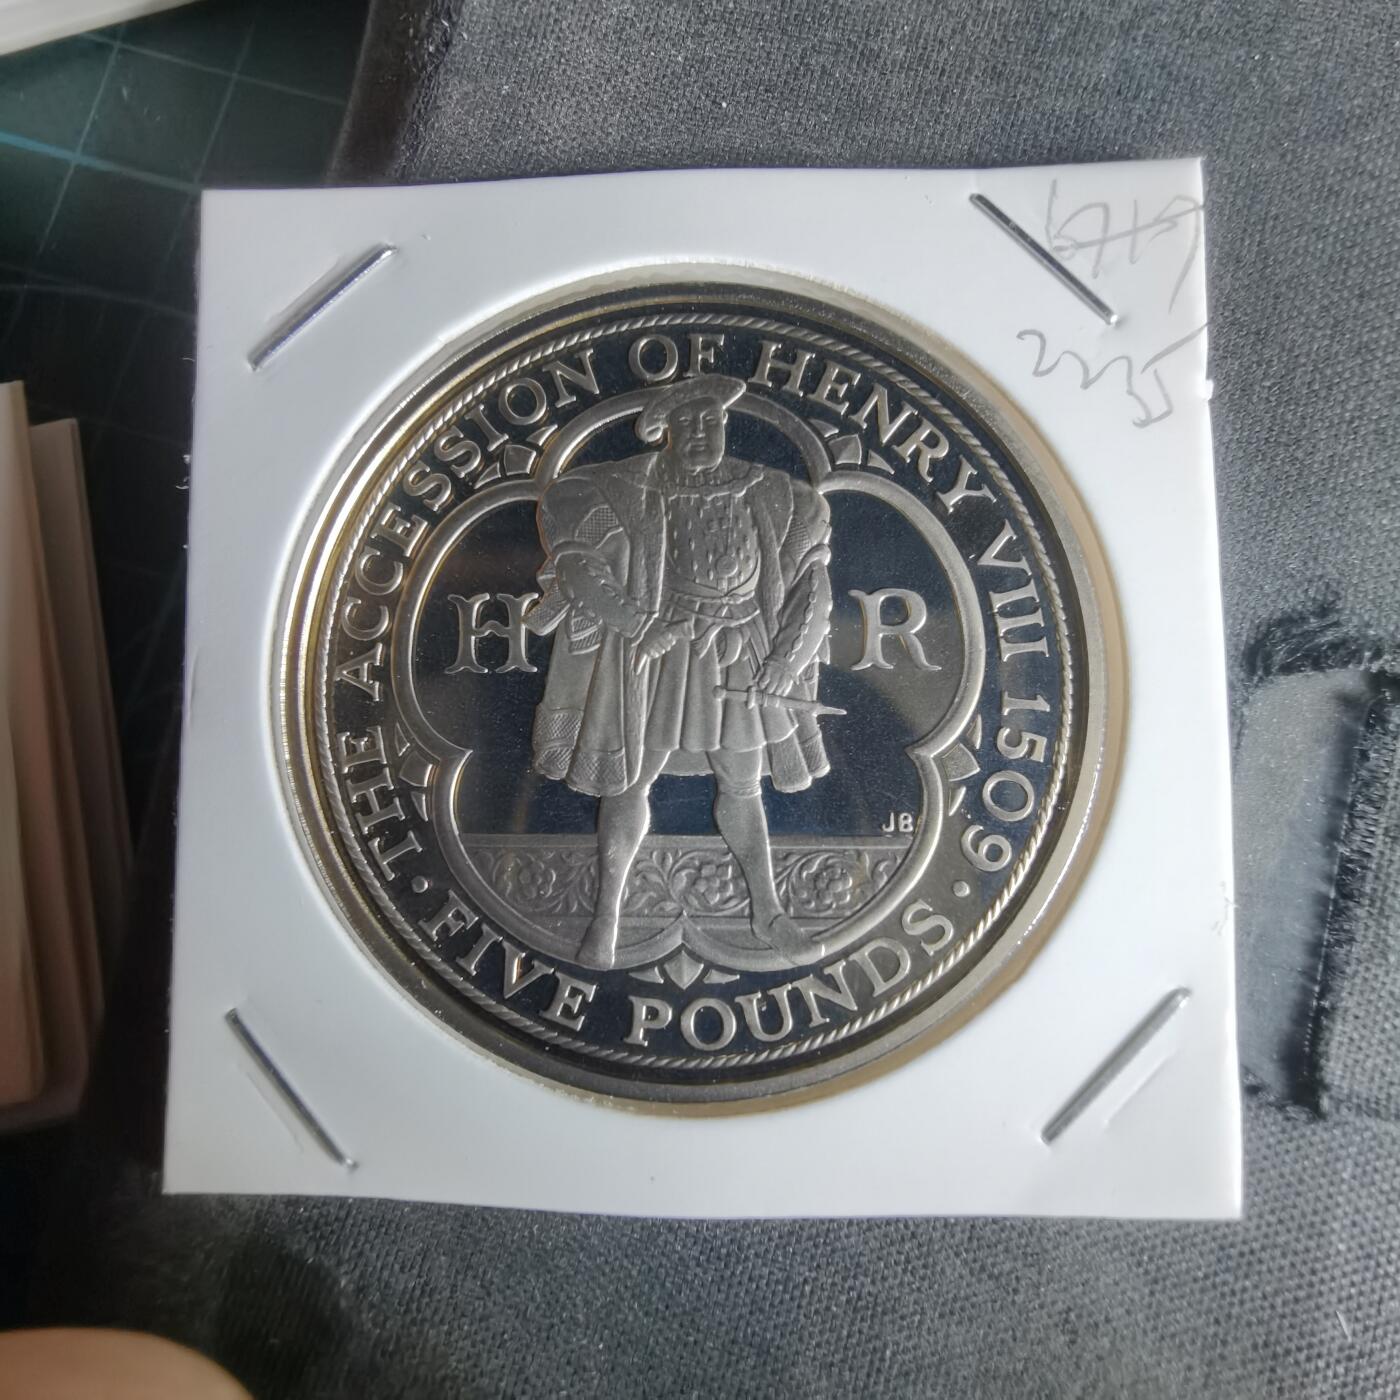 · THE ACCESSION OF HENRY VIII 1509 ·
H R
JB
FIVE POUNDS